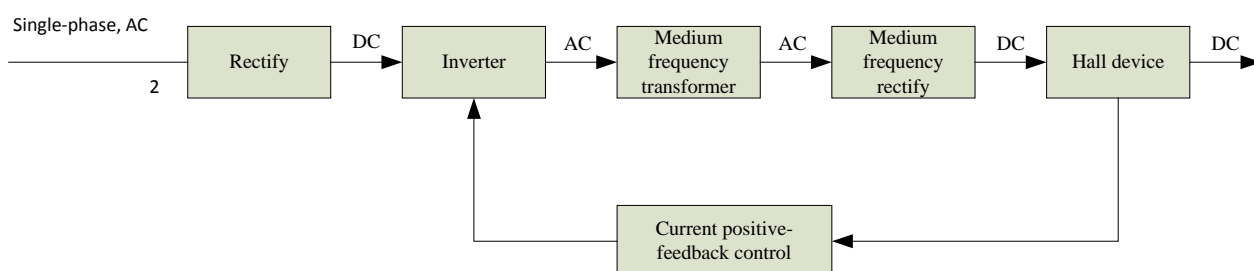 Single-phase, AC
2
Rectify
DC
Inverter
AC
Medium
frequency
transformer
AC
Medium
frequency
rectify
DC
Hall device
DC
Current positive-
feedback control